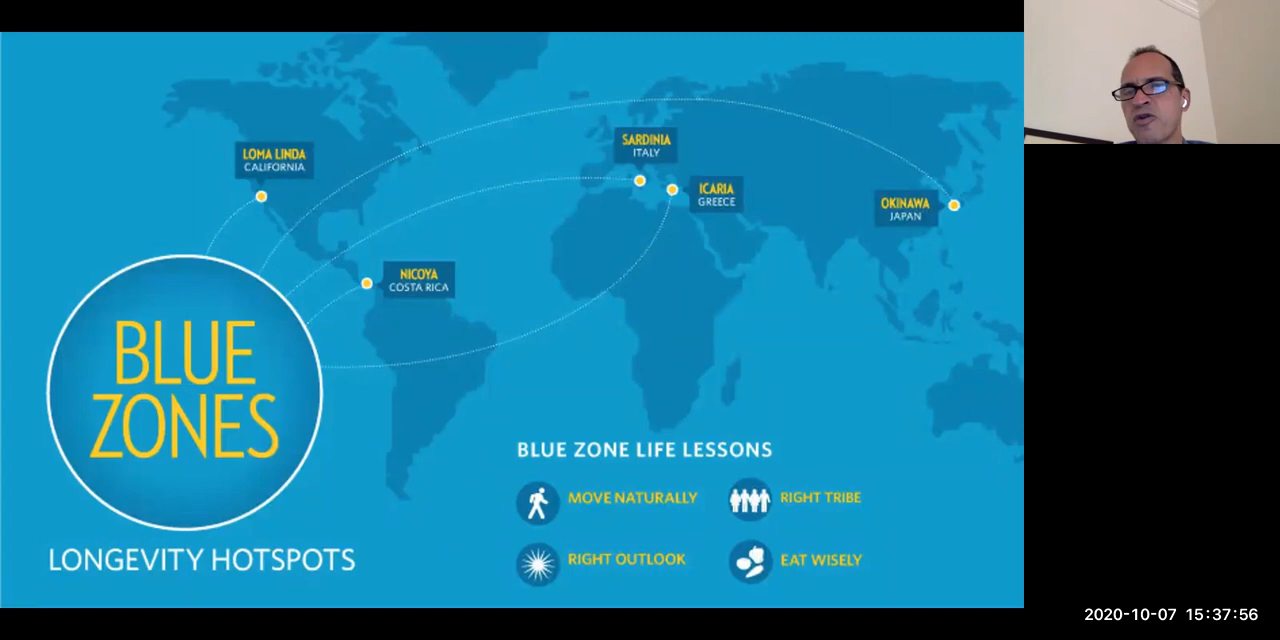 LOMA LINDA
CALIFORNIA
SARDINIA
ITALY
ICARIA
GREECE
OKINAWA
JAPAN
NICOYA
COSTA RICA
BLUE
ZONES
LONGEVITY HOTSPOTS
BLUE ZONE LIFE LESSONS
MOVE NATURALLY
RIGHT TRIBE
RIGHT OUTLOOK
EAT WISELY
2020-10-07 15:37:56